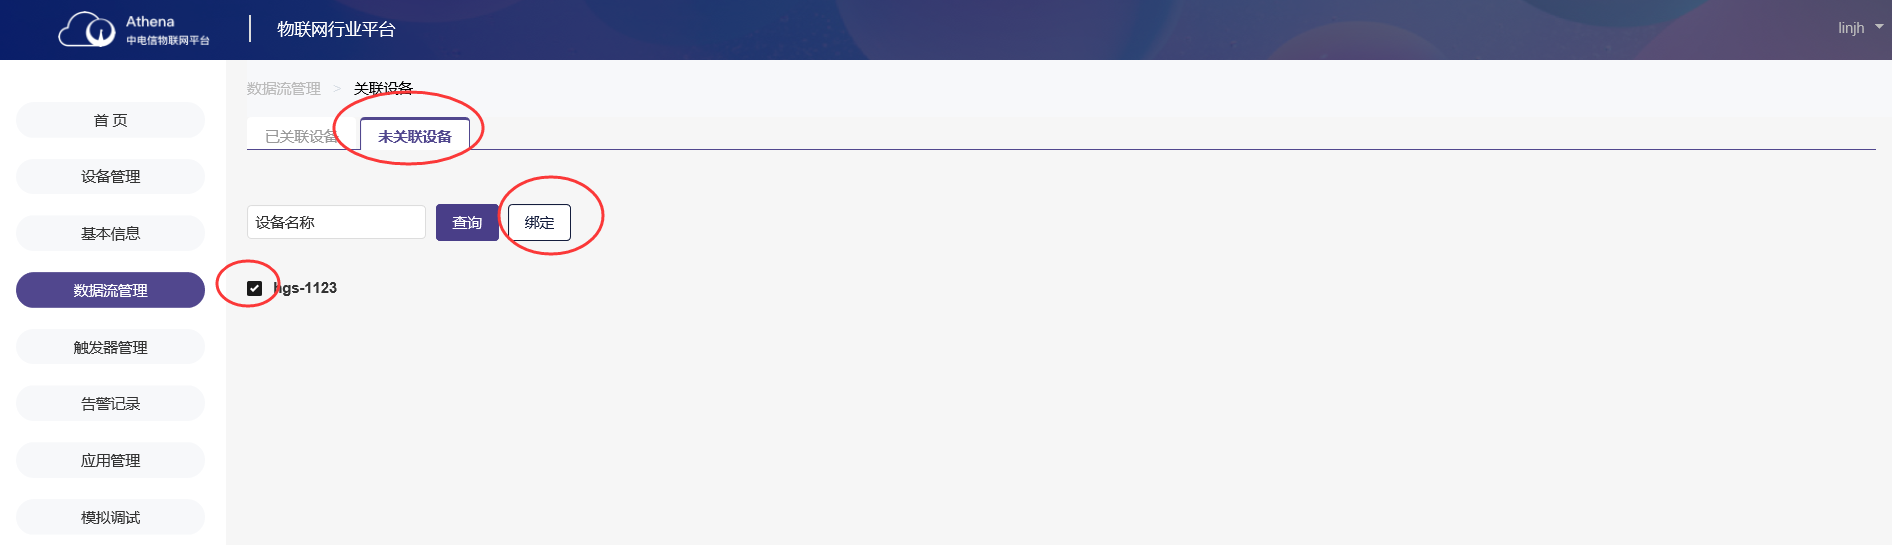 Athena
中电信物联网平台
物联网行业平台
linjh
首 页
设备管理
基本信息
数据流管理
触发器管理
告警记录
应用管理
模拟调试
数据流管理 > 关联设备
已关联设备
未关联设备
设备名称
查询
绑定
hgs-1123